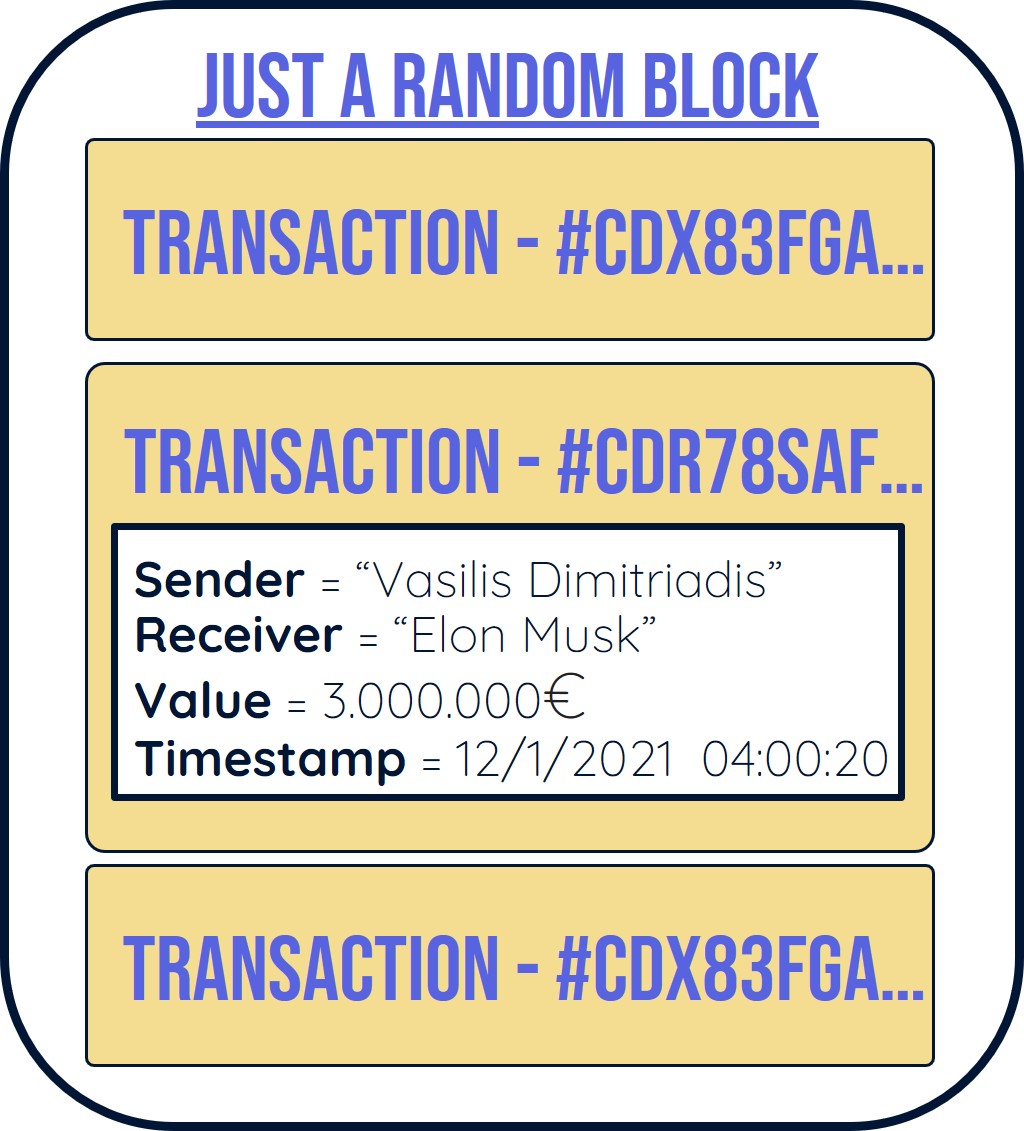 JUST A RANDOM BLOCK
TRANSACTION - #CDX83FGA...
TRANSACTION - #CDR78SAF...
Sender = “Vasilis Dimitriadis”
Receiver = “Elon Musk”
Value = 3.000.000€
Timestamp = 12/1/2021 04:00:20
TRANSACTION - #CDX83FGA...